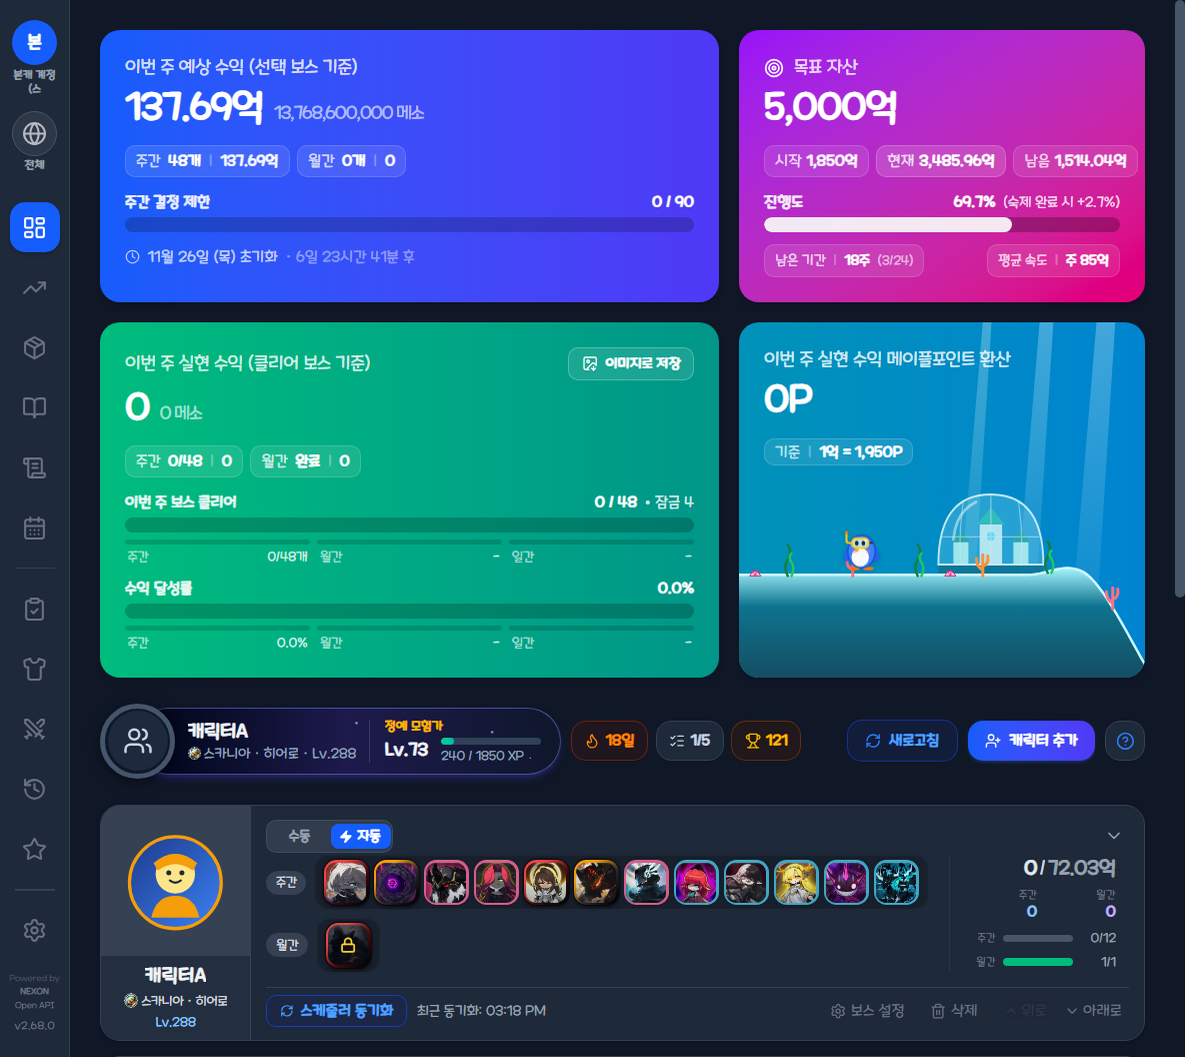 본
본캐 계정
(스
전체
Powered by
NEXON
Open API
v2.68.0
이번 주 예상 수익 (선택 보스 기준)
137.69억 13,768,600,000 메소
주간 48개 | 137.69억 월간 0개 | 0
주간 결정 제한 0 / 90
11월 26일 (목) 초기화 · 6일 23시간 41분 후
목표 자산
5,000억
시작 1,850억 현재 3,485.96억 남음 1,514.04억
진행도 69.7% (숙제 완료 시 +2.7%)
남은 기간 | 18주 (3/24) 평균 속도 | 주 85억
이번 주 실현 수익 (클리어 보스 기준) 이미지로 저장
0 0 메소
주간 0/48 | 0 월간 완료 | 0
이번 주 보스 클리어 0 / 48 • 잠금 4
주간 0/48개 월간 - 일간 -
수익 달성률 0.0%
주간 0.0% 월간 - 일간 -
이번 주 실현 수익 메이플포인트 환산
0P
기준 | 1억 = 1,950P
캐릭터A
스카니아 · 히어로 · Lv.288
정예 모험가
Lv.73
240 / 1850 XP
18일 1/5 121
새로고침 캐릭터 추가
캐릭터A
스카니아 · 히어로
Lv.288
수동 자동
주간
월간
0 / 72.03억
주간 월간
0 0
주간 0/12
월간 1/1
스케줄러 동기화 최근 동기화: 03:18 PM 보스 설정 삭제 위로 아래로